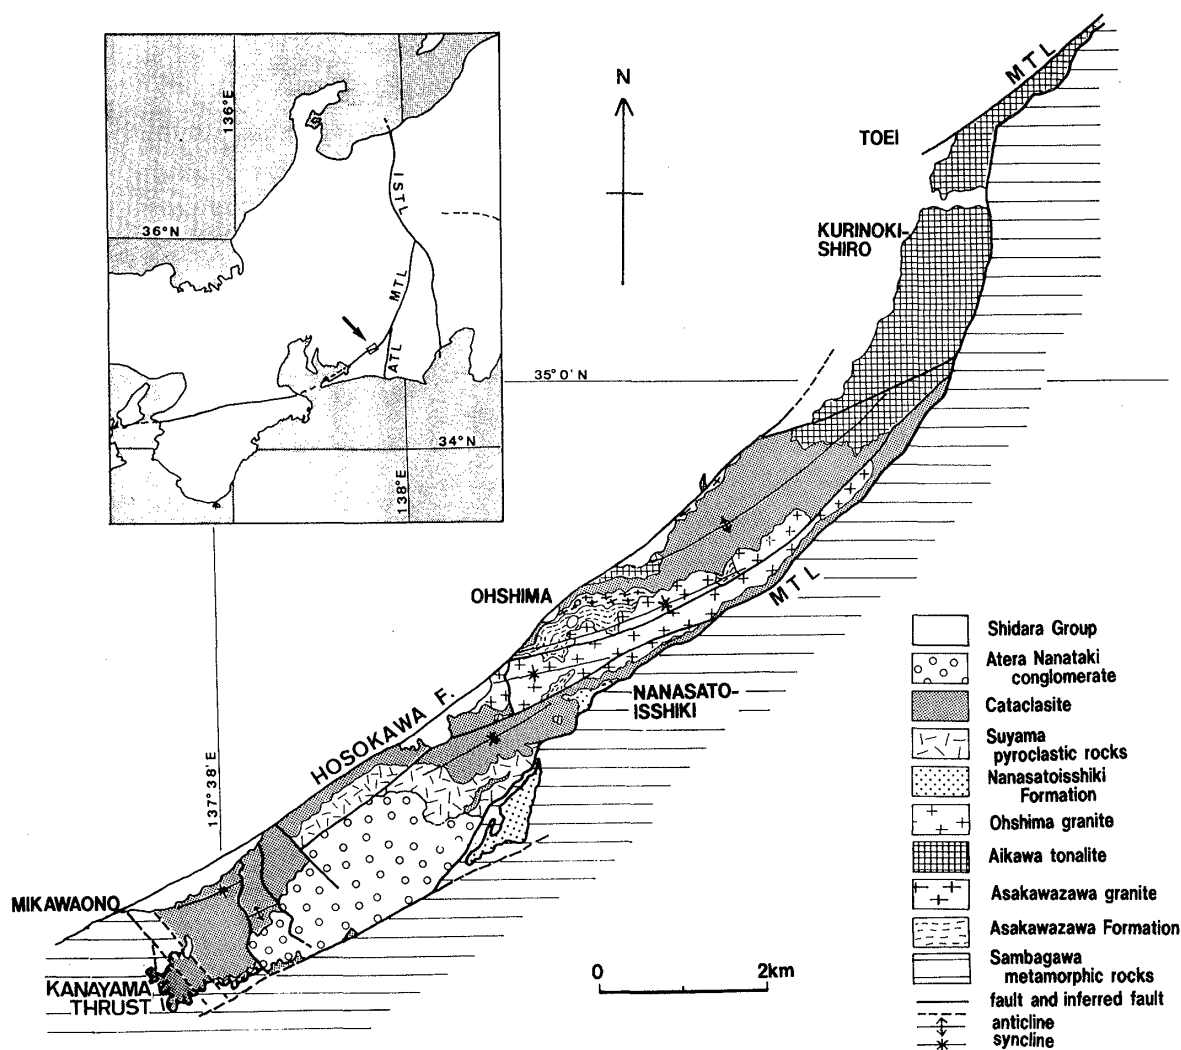 136°E
ISTL
36°N
MTL
ATL
34°N
138°E
N
MTL
TOEI
KURINOKI-
SHIRO
35°0'N
OHSHIMA
MTL
NANASATO-
ISSHIKI
HOSOKAWA F.
137°38'E
MIKAWAONO
KANAYAMA
THRUST
0 2km
Shidara Group
Atera Nanataki
conglomerate
Cataclasite
Suyama
pyroclastic rocks
Nanasatoisshiki
Formation
Ohshima granite
Aikawa tonalite
Asakawazawa granite
Asakawazawa Formation
Sambagawa
metamorphic rocks
fault and inferred fault
anticline
syncline